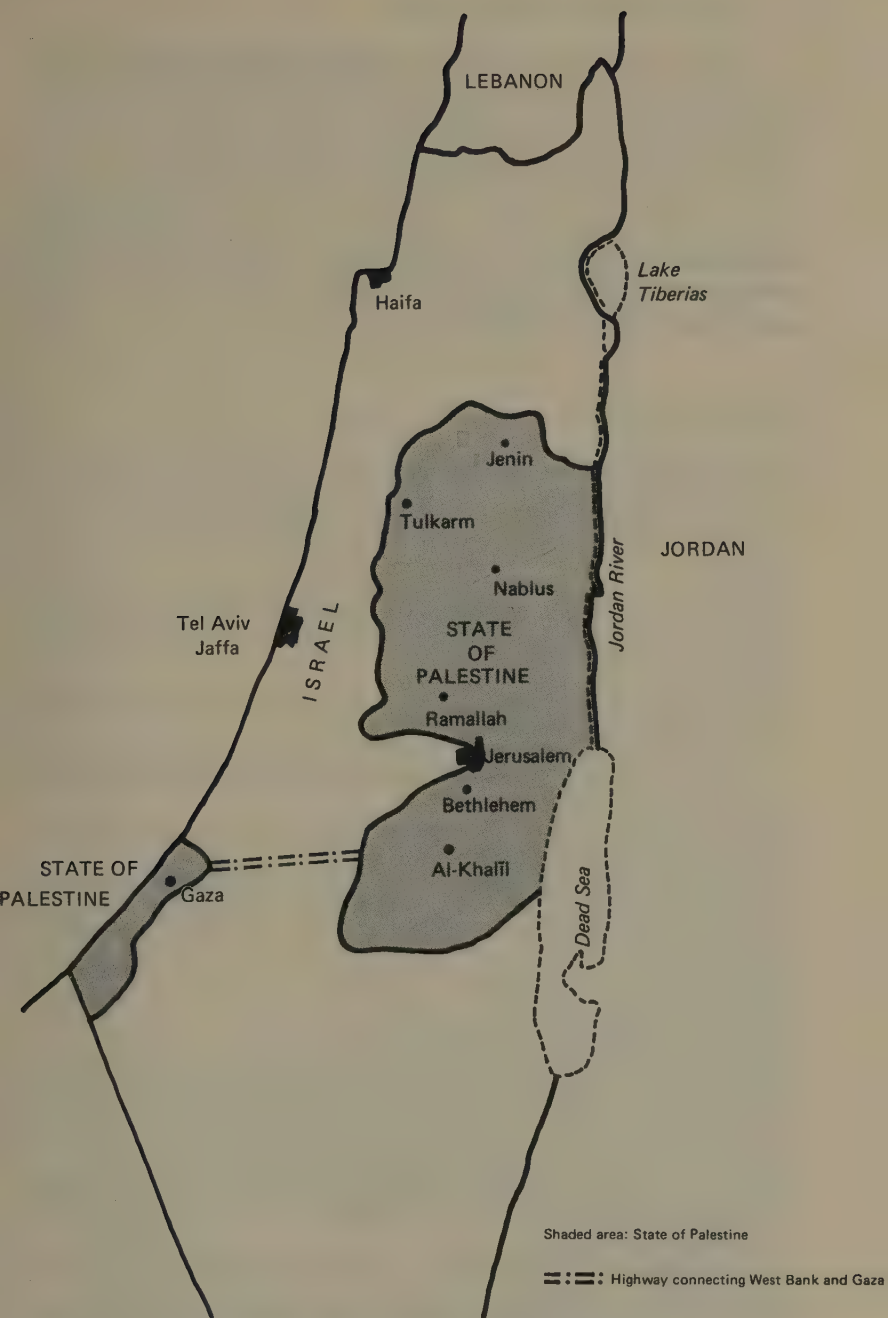 LEBANON
Lake
Tiberias
Haifa
Jenin
Tulkarm
JORDAN
Nablus
Jordan River
Tel Aviv
Jaffa
ISRAEL
STATE
OF
PALESTINE
Ramallah
Jerusalem
Bethlehem
Al-Khalīl
STATE OF
PALESTINE
Gaza
Dead Sea
Shaded area: State of Palestine
Highway connecting West Bank and Gaza